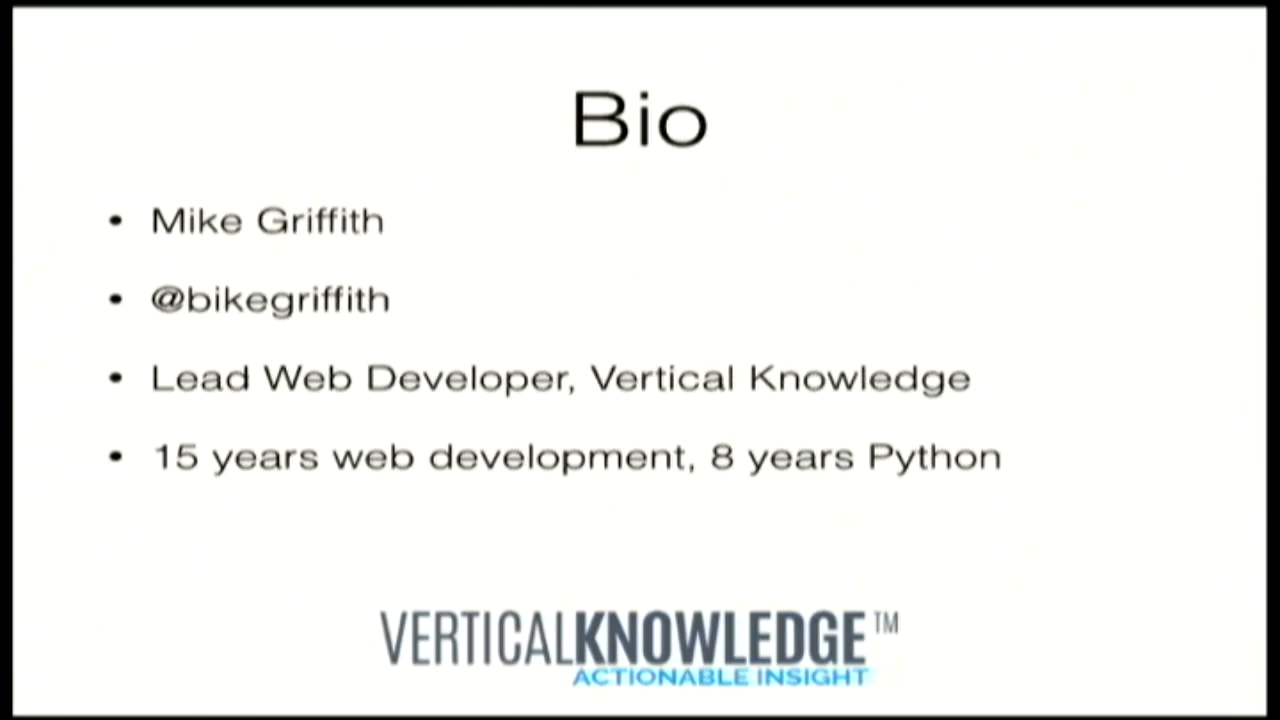 Bio
• Mike Griffith
• @bikegriffith
• Lead Web Developer, Vertical Knowledge
• 15 years web development, 8 years Python
VERTICALKNOWLEDGE™
ACTIONABLE INSIGHT